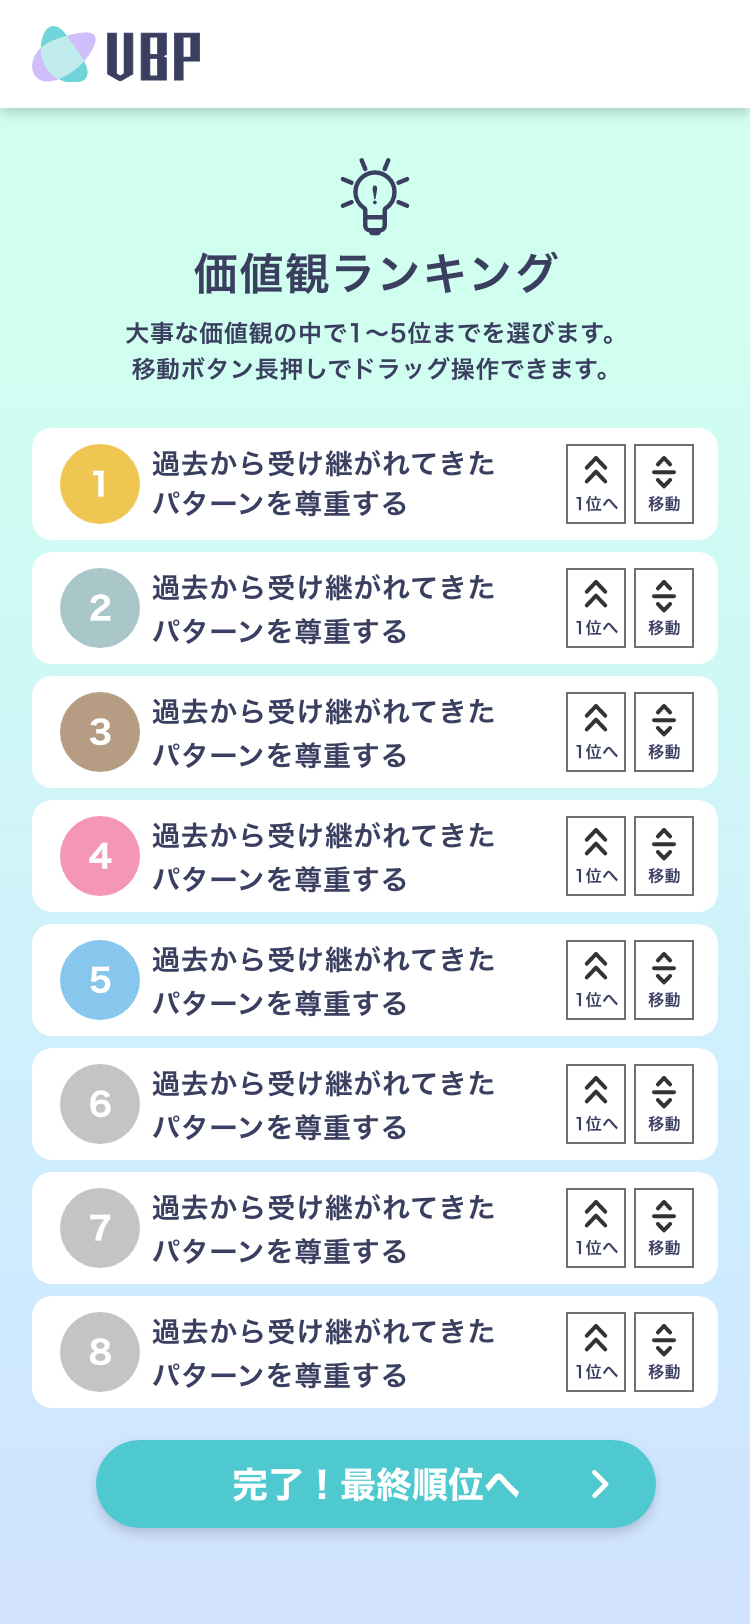 VBP
!
価値観ランキング
大事な価値観の中で1〜5位までを選びます。
移動ボタン長押しでドラッグ操作できます。
1
過去から受け継がれてきた
パターンを尊重する
1位へ
移動
2
過去から受け継がれてきた
パターンを尊重する
1位へ
移動
3
過去から受け継がれてきた
パターンを尊重する
1位へ
移動
4
過去から受け継がれてきた
パターンを尊重する
1位へ
移動
5
過去から受け継がれてきた
パターンを尊重する
1位へ
移動
6
過去から受け継がれてきた
パターンを尊重する
1位へ
移動
7
過去から受け継がれてきた
パターンを尊重する
1位へ
移動
8
過去から受け継がれてきた
パターンを尊重する
1位へ
移動
完了！最終順位へ